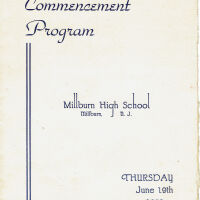 Commencement
Program
Millburn High School
Millburn, N. J.
THURSDAY
June 19th